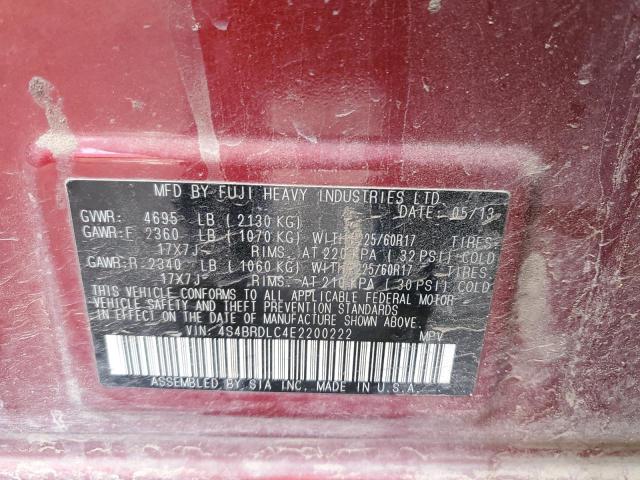 MFD BY FUJI HEAVY INDUSTRIES LTD
GVWR: 4695 LB (2130 KG) DATE 05/13
GAWR:F 2360 LB (1070 KG) WITH P225/60R17 TIRES
17X7J RIMS. AT 220 KPA (32 PSI) COLD
GAWR:R 2340 LB (1060 KG) WITH P225/60R17 TIRES
17X7J RIMS. AT 210 KPA (30 PSI) COLD
THIS VEHICLE CONFORMS TO ALL APPLICABLE FEDERAL MOTOR
VEHICLE SAFETY AND THEFT PREVENTION STANDARDS
IN EFFECT ON THE DATE OF MANUFACTURE SHOWN ABOVE.
VIN: 4S4BRDLC4E2200222 MPV
ASSEMBLED BY SIA INC. MADE IN U.S.A.